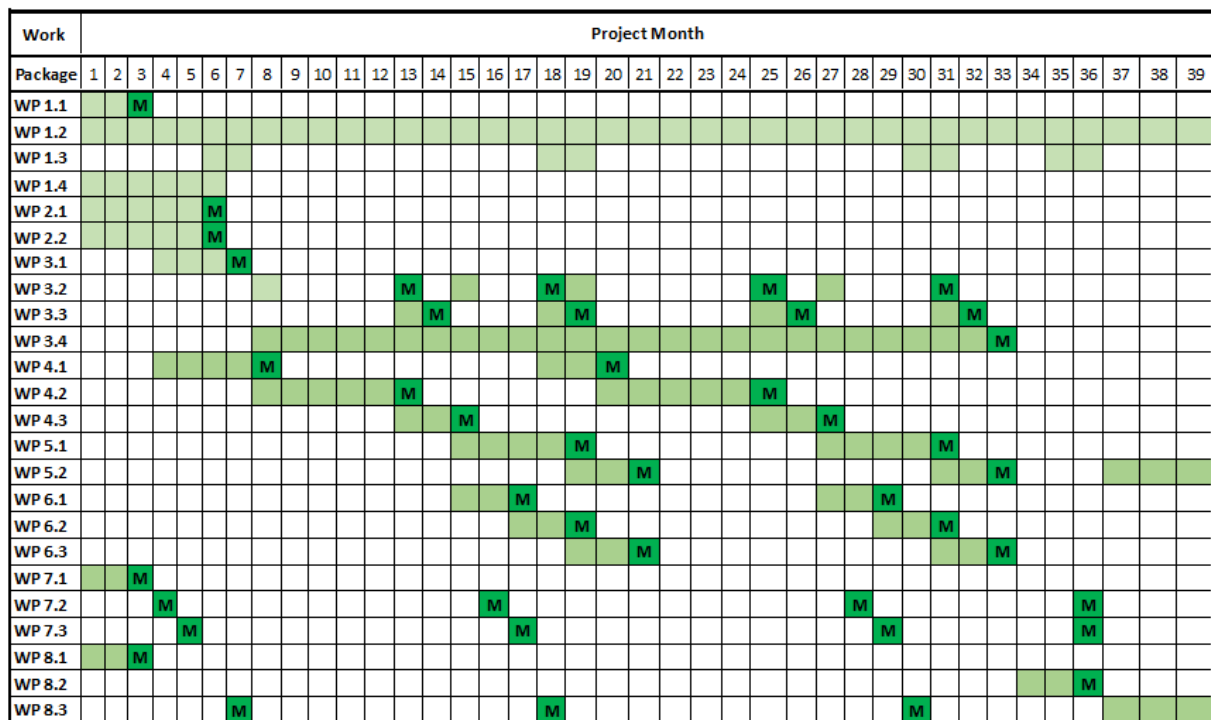 Work Project Month
Package 1 2 3 4 5 6 7 8 9 10 11 12 13 14 15 16 17 18 19 20 21 22 23 24 25 26 27 28 29 30 31 32 33 34 35 36 37 38 39
WP 1.1 M
WP 1.2
WP 1.3
WP 1.4
WP 2.1 M
WP 2.2 M
WP 3.1 M
WP 3.2 M M M M
WP 3.3 M M M M
WP 3.4 M
WP 4.1 M M
WP 4.2 M M
WP 4.3 M M
WP 5.1 M M
WP 5.2 M M
WP 6.1 M M
WP 6.2 M M
WP 6.3 M M
WP 7.1 M
WP 7.2 M M M M
WP 7.3 M M M M
WP 8.1 M
WP 8.2 M
WP 8.3 M M M